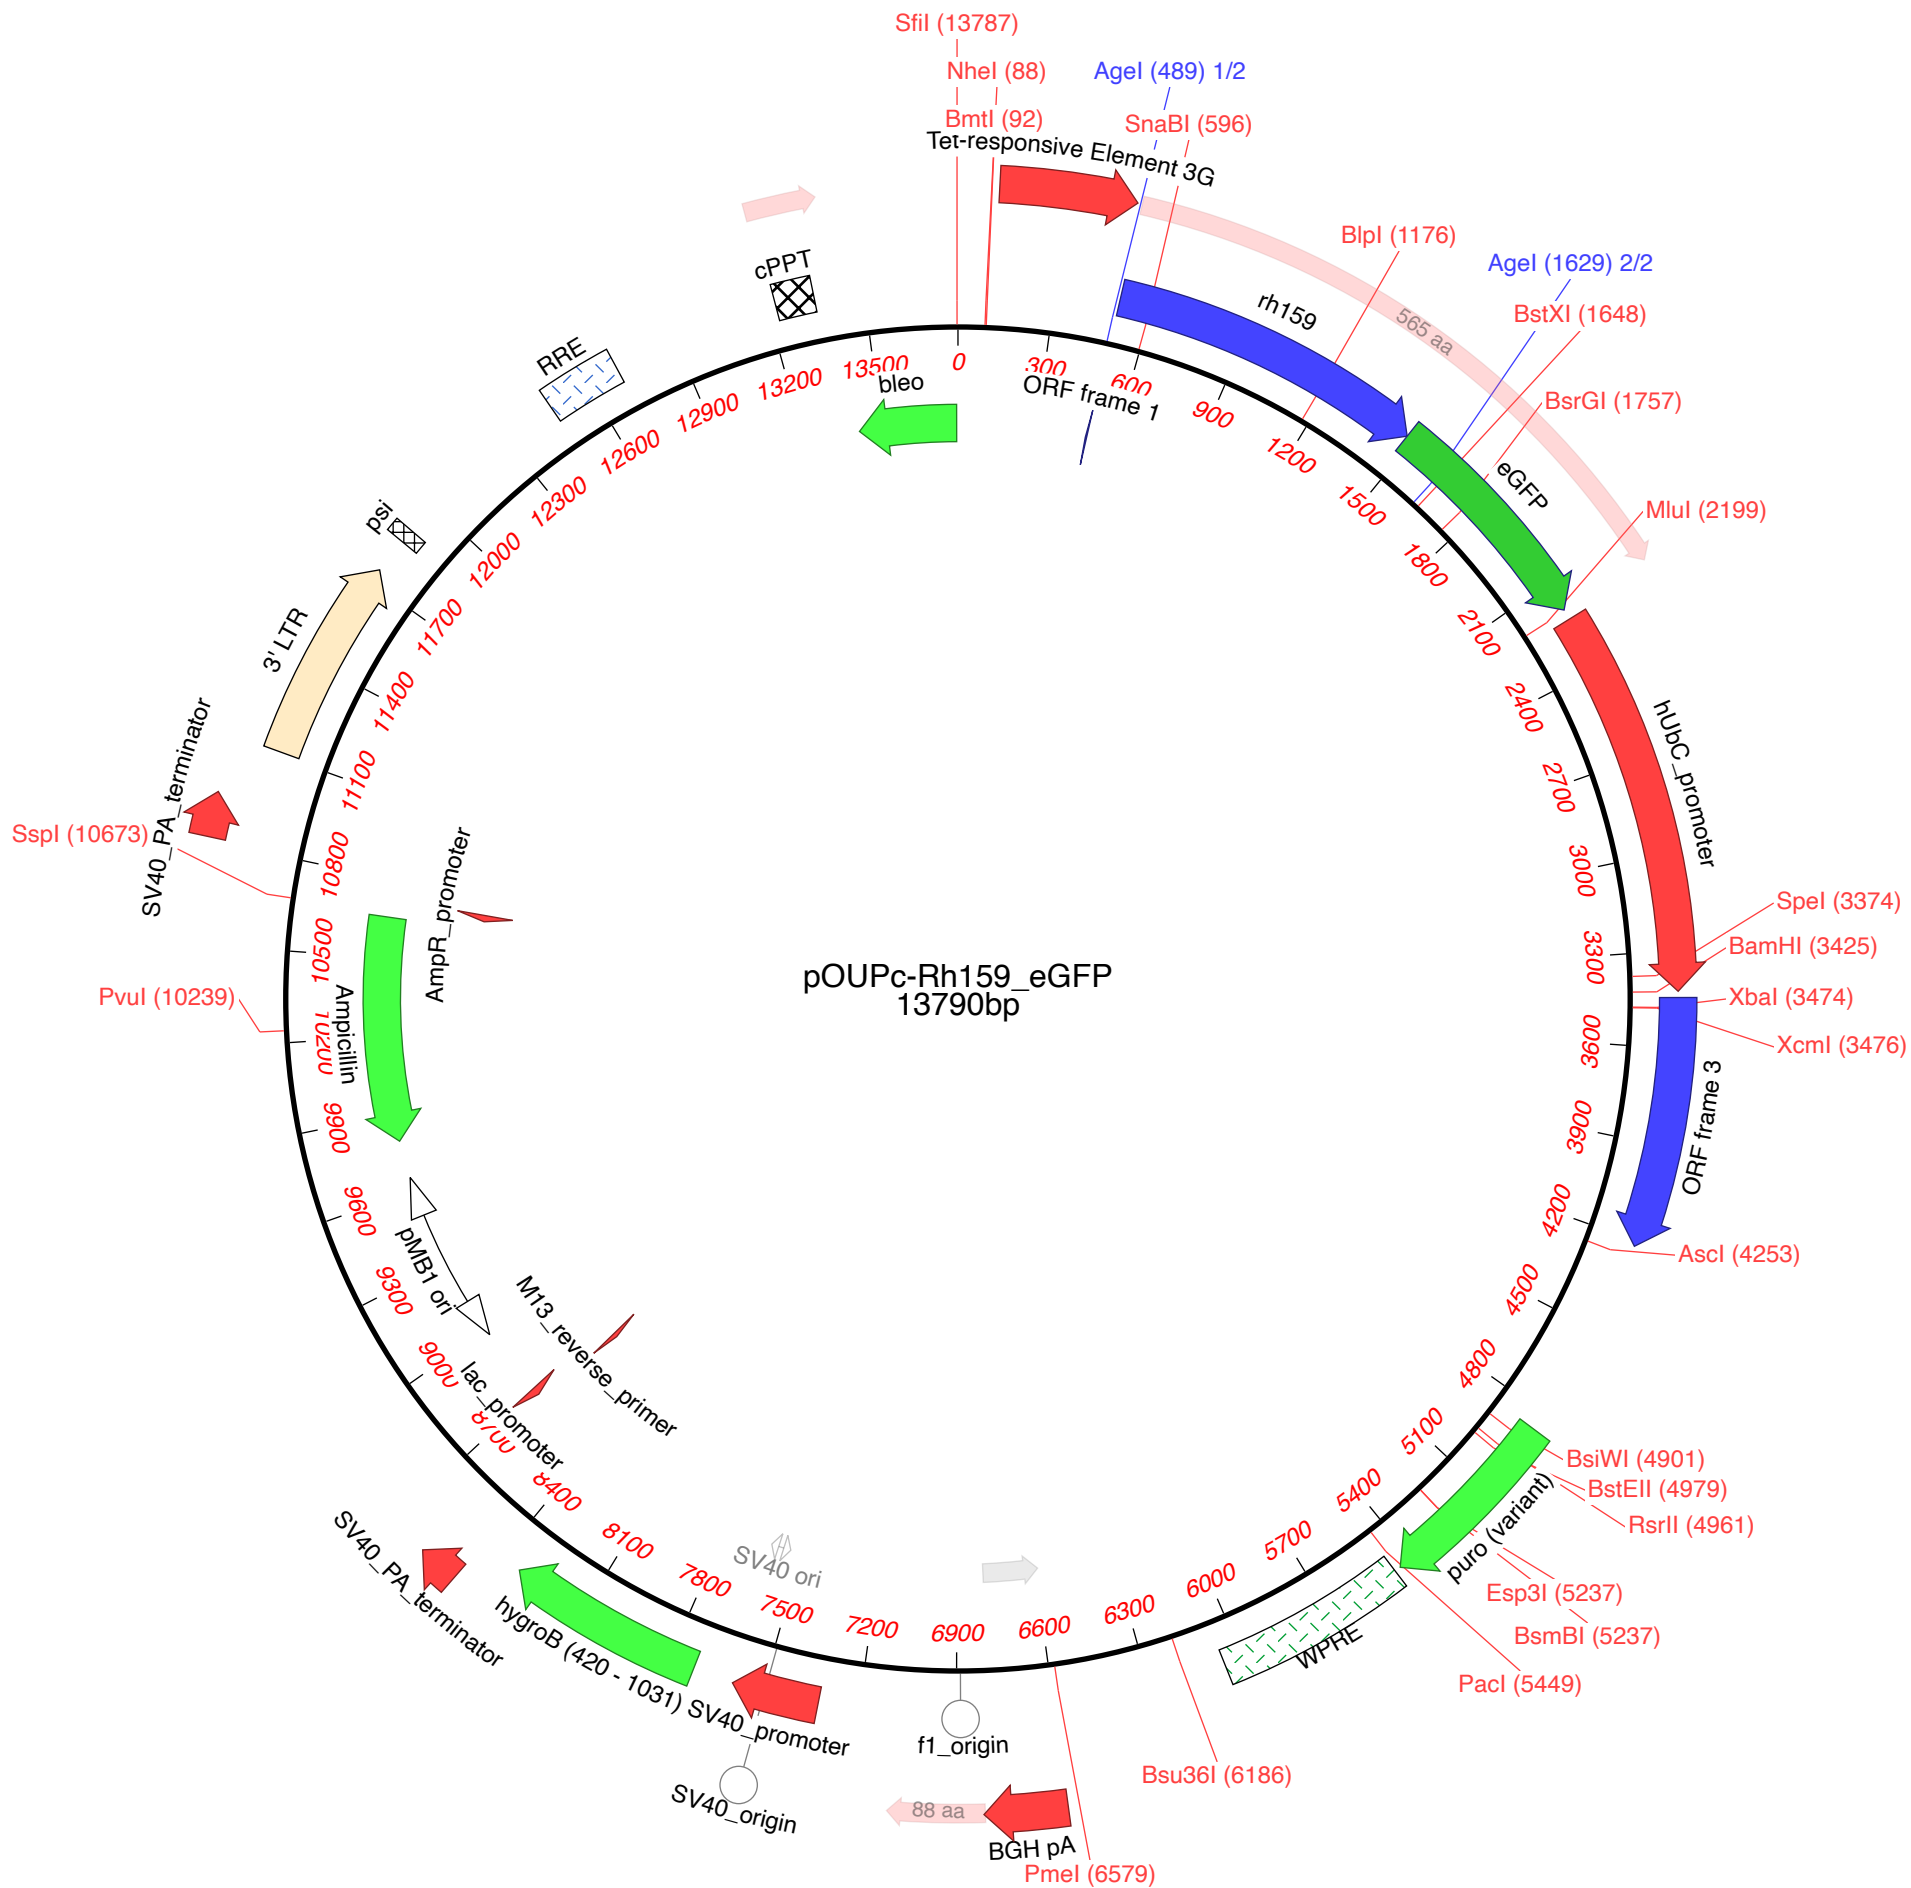 SfiI (13787)
NheI (88)
AgeI (489) 1/2
BmtI (92)
SnaBI (596)
Tet-responsive Element 3G
BlpI (1176)
AgeI (1629) 2/2
cPPT
rh159
BstXI (1648)
565 aa
RRE
13200
13500
0
300
600
bleo
ORF frame 1
BsrGI (1757)
12900
900
12600
1200
eGFP
12300
1500
MluI (2199)
psi
12000
1800
11700
2100
3' LTR
11400
2400
hUbC_promoter
SV40_PA_terminator
11100
2700
SspI (10673)
10800
AmpR_promoter
3000
SpeI (3374)
10500
3300
BamHI (3425)
pOUPc-Rh159_eGFP
13790bp
PvuI (10239)
XbaI (3474)
Ampicillin
10200
3600
XcmI (3476)
9900
3900
ORF frame 3
9600
4200
AscI (4253)
pMB1 ori
9300
4500
M13_reverse_primer
9000
4800
lac_promoter
8700
5100
BsiWI (4901)
BstEII (4979)
RsrII (4961)
8400
5400
puro (variant)
SV40_PA_terminator
8100
5700
SV40 ori
7800
6000
Esp3I (5237)
7500
7200
6900
6600
6300
BsmBI (5237)
WPRE
hygroB (420 - 1031)
PacI (5449)
SV40_promoter
f1_origin
Bsu36I (6186)
SV40_origin
88 aa
BGH pA
PmeI (6579)